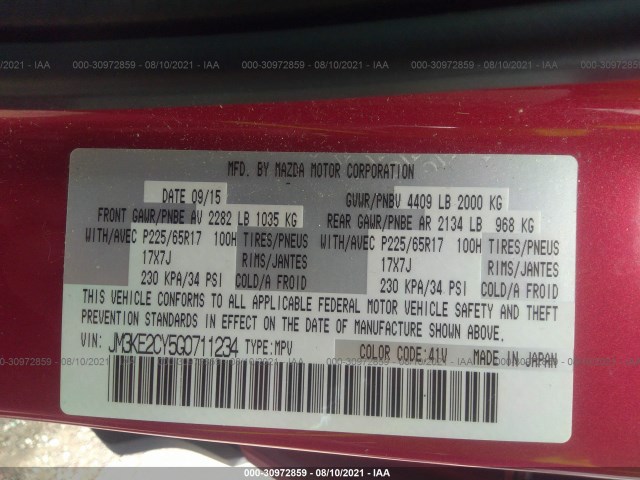 000-30972859 - 08/10/2021 - IAA
MFD. BY MAZDA MOTOR CORPORATION
DATE 09/15 GVWR/PNBV 4409 LB 2000 KG
FRONT GAWR/PNBE AV 2282 LB 1035 KG REAR GAWR/PNBE AR 2134 LB 968 KG
WITH/AVEC P225/65R17 100H TIRES/PNEUS WITH/AVEC P225/65R17 100H TIRES/PNEUS
17X7J RIMS/JANTES 17X7J RIMS/JANTES
230 KPA/34 PSI COLD/A FROID 230 KPA/34 PSI COLD/A FROID
THIS VEHICLE CONFORMS TO ALL APPLICABLE FEDERAL MOTOR VEHICLE SAFETY AND THEFT
PREVENTION STANDARDS IN EFFECT ON THE DATE OF MANUFACTURE SHOWN ABOVE.
VIN: JM3KE2CY5G0711234 TYPE:MPV COLOR CODE:41V MADE IN JAPAN
000-30972859 - 08/10/2021 - IAA